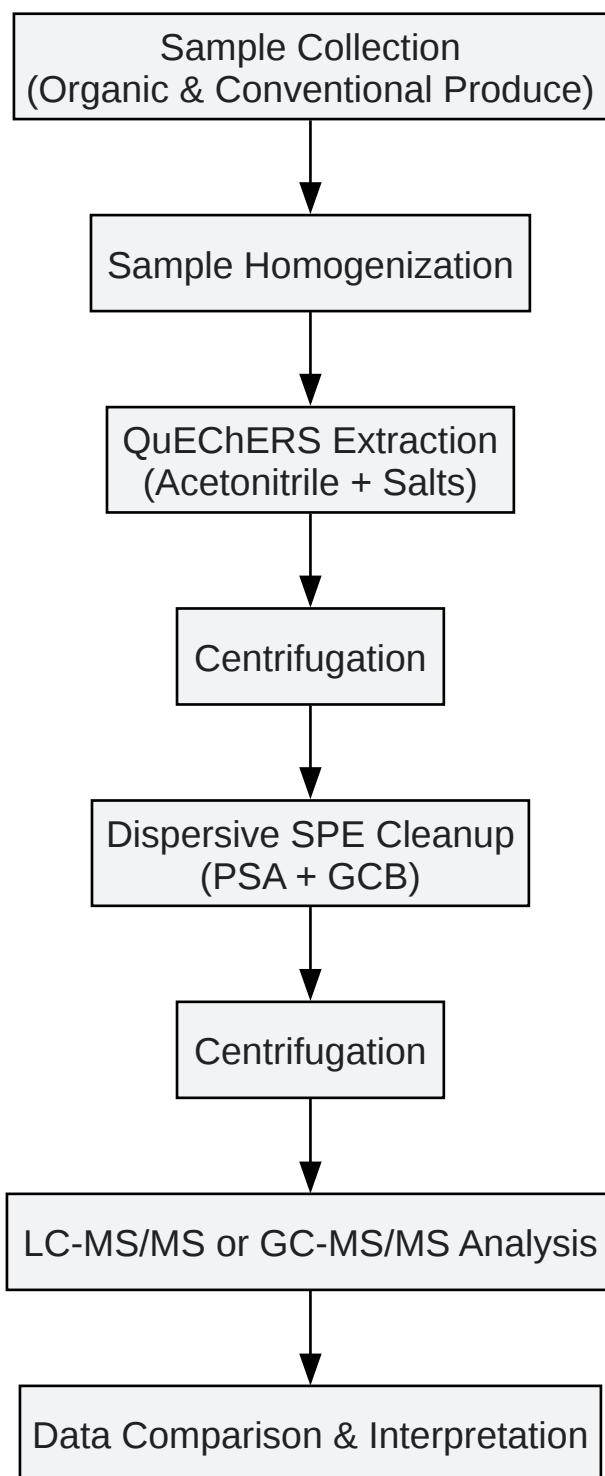 Sample Collection
(Organic & Conventional Produce)
Sample Homogenization
QuEChERS Extraction
(Acetonitrile + Salts)
Centrifugation
Dispersive SPE Cleanup
(PSA + GCB)
Centrifugation
LC-MS/MS or GC-MS/MS Analysis
Data Comparison & Interpretation